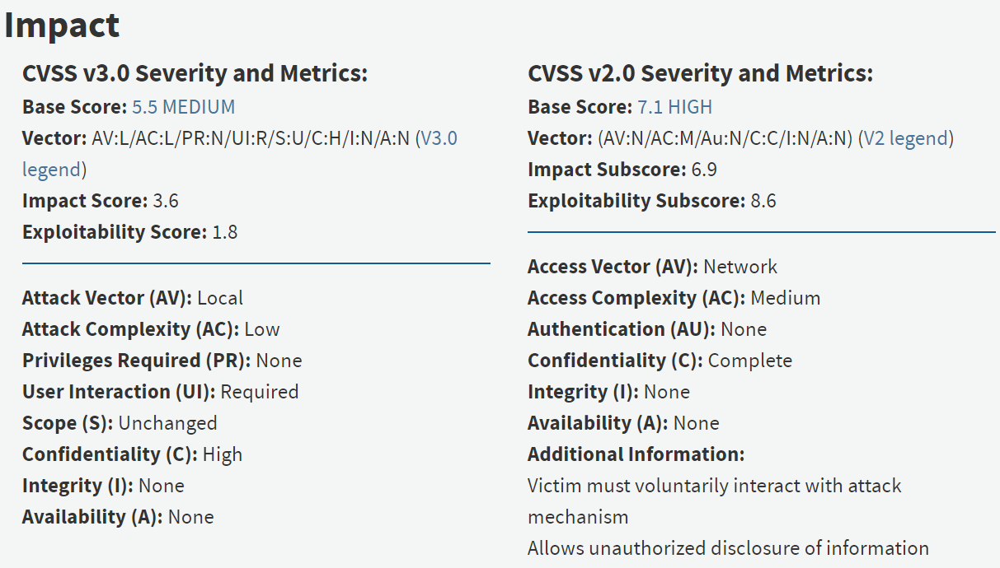 Impact
CVSS v3.0 Severity and Metrics:
Base Score: 5.5 MEDIUM
Vector: AV:L/AC:L/PR:N/UI:R/S:U/C:H/I:N/A:N (V3.0
legend)
Impact Score: 3.6
Exploitability Score: 1.8
Attack Vector (AV): Local
Attack Complexity (AC): Low
Privileges Required (PR): None
User Interaction (UI): Required
Scope (S): Unchanged
Confidentiality (C): High
Integrity (I): None
Availability (A): None
CVSS v2.0 Severity and Metrics:
Base Score: 7.1 HIGH
Vector: (AV:N/AC:M/Au:N/C:C/I:N/A:N) (V2 legend)
Impact Subscore: 6.9
Exploitability Subscore: 8.6
Access Vector (AV): Network
Access Complexity (AC): Medium
Authentication (AU): None
Confidentiality (C): Complete
Integrity (I): None
Availability (A): None
Additional Information:
Victim must voluntarily interact with attack
mechanism
Allows unauthorized disclosure of information